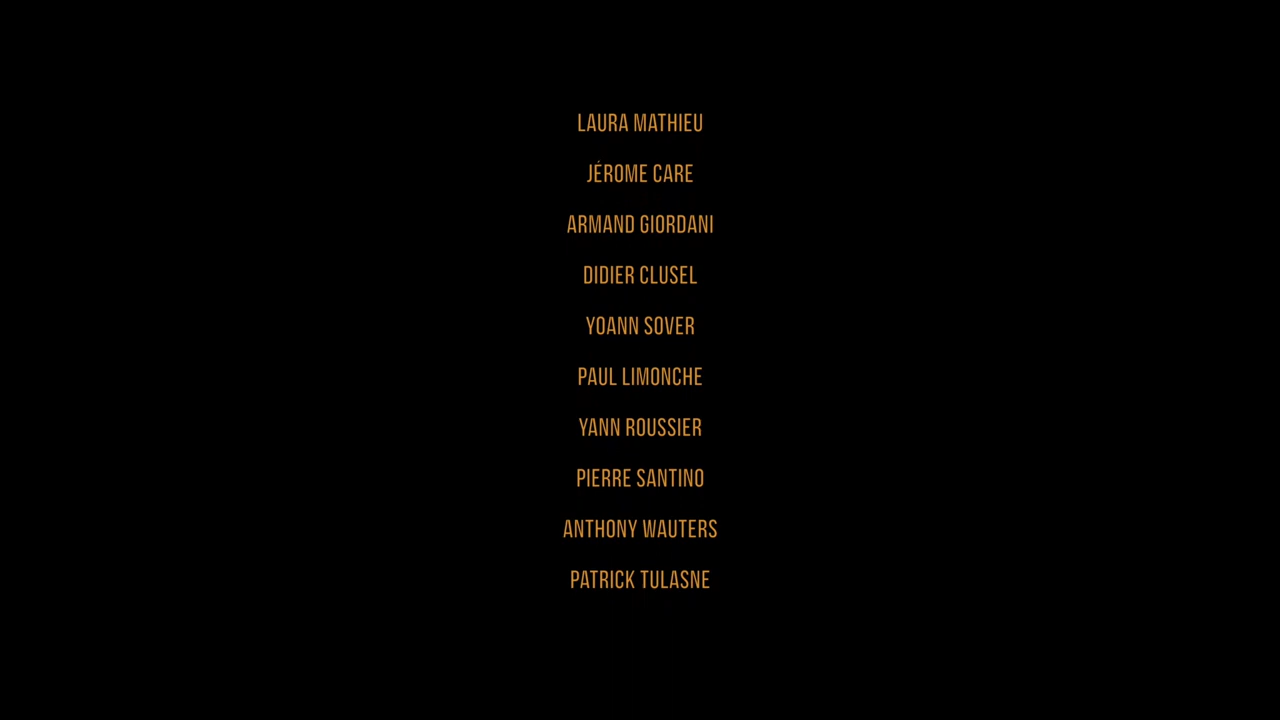 LAURA MATHIEU
JÉROME CARE
ARMAND GIORDANI
DIDIER CLUSEL
YOANN SOVER
PAUL LIMONCHE
YANN ROUSSIER
PIERRE SANTINO
ANTHONY WAUTERS
PATRICK TULASNE